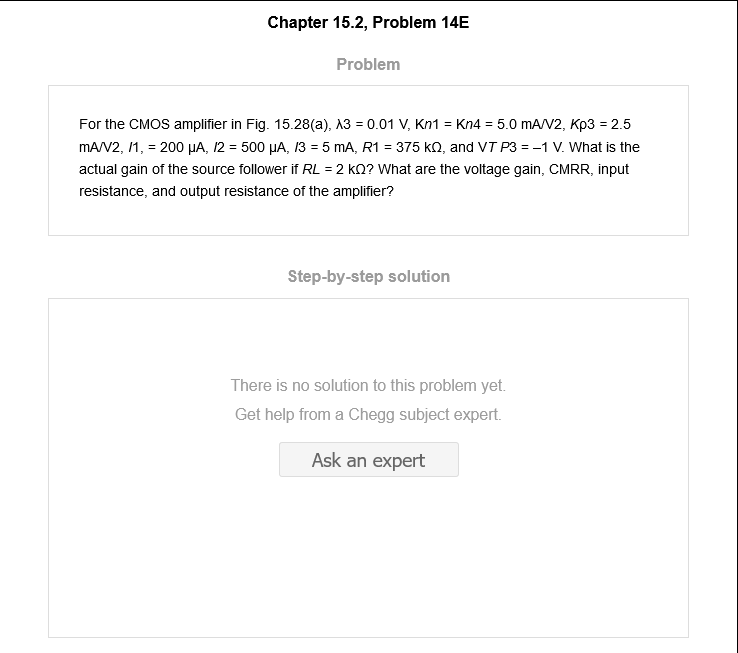 Chapter 15.2, Problem 14E
Problem
For the CMOS amplifier in Fig. 15.28(a), λ3 = 0.01 V, Kn1 = Kn4 = 5.0 mA/V2, Kp3 = 2.5
mA/V2, I1, = 200 μA, I2 = 500 μA, I3 = 5 mA, R1 = 375 kΩ, and VT P3 = –1 V. What is the
actual gain of the source follower if RL = 2 kΩ? What are the voltage gain, CMRR, input
resistance, and output resistance of the amplifier?
Step-by-step solution
There is no solution to this problem yet.
Get help from a Chegg subject expert.
Ask an expert